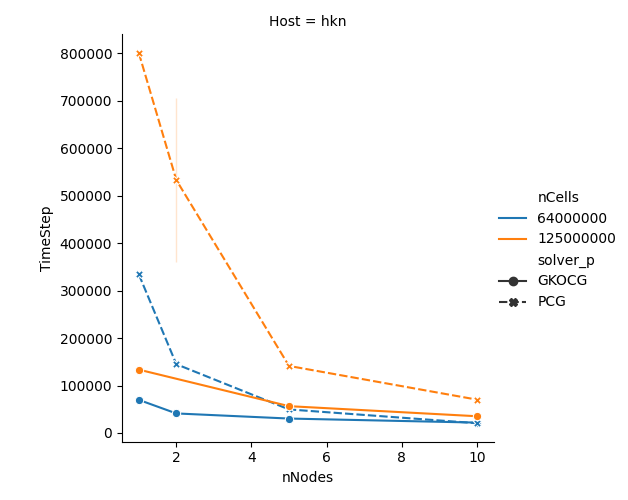 Host = hkn
800000
700000
600000
500000
400000
300000
200000
100000
0
TimeStep
2
4
6
8
10
nNodes
nCells
64000000
125000000
solver_p
GKOCG
PCG